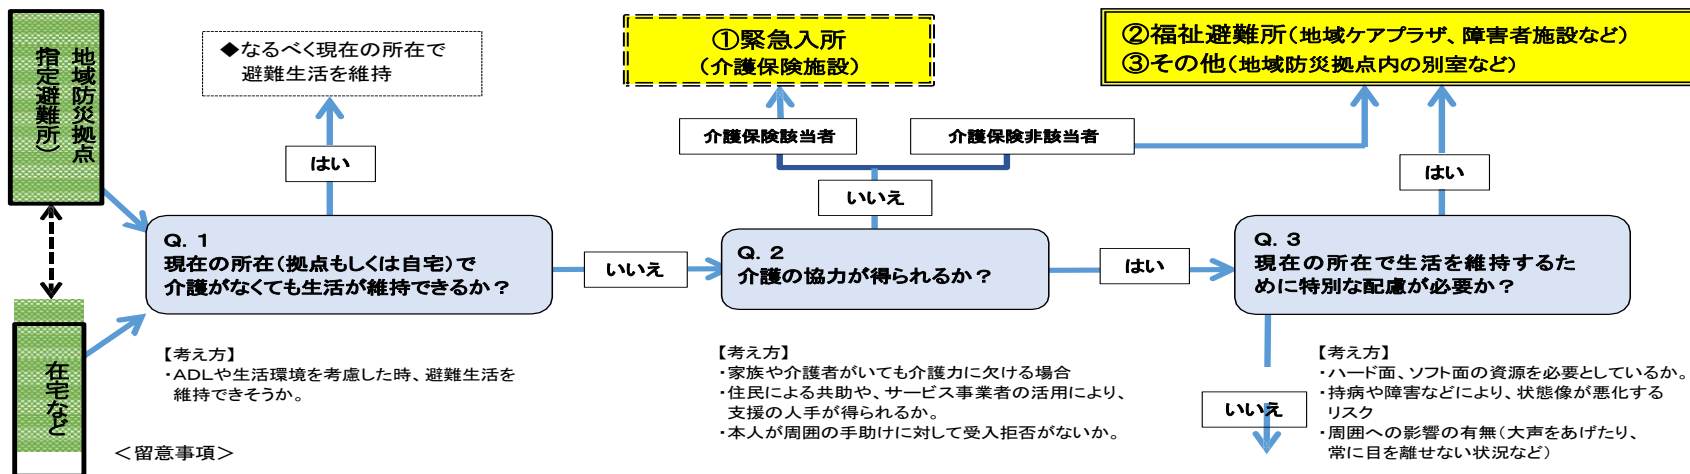 地域防災拠点
指定避難所）
在宅など
◆なるべく現在の所在で
避難生活を維持
はい
Q．1
現在の所在（拠点もしくは自宅）で
介護がなくても生活が維持できるか？
【考え方】
・ADLや生活環境を考慮した時、避難生活を
維持できそうか。
＜留意事項＞
いいえ
①緊急入所
（介護保険施設）
介護保険該当者
介護保険非該当者
いいえ
Q．2
介護の協力が得られるか？
【考え方】
・家族や介護者がいても介護力に欠ける場合
・住民による共助や、サービス事業者の活用により、
支援の人手が得られるか。
・本人が周囲の手助けに対して受入拒否がないか。
はい
②福祉避難所（地域ケアプラザ、障害者施設など）
③その他（地域防災拠点内の別室など）
はい
Q．3
現在の所在で生活を維持するた
めに特別な配慮が必要か？
【考え方】
・ハード面、ソフト面の資源を必要としているか。
・持病や障害などにより、状態像が悪化する
リスク
・周囲への影響の有無（大声をあげたり、
常に目を離せない状況など）
いいえ